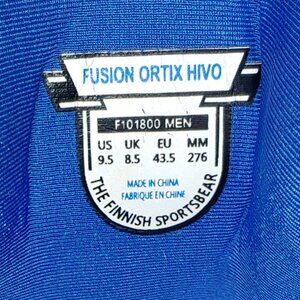 FUSION ORTIX HIVO
F101800 MEN
US UK EU MM
9.5 8.5 43.5 276
MADE IN CHINA
FABRIQUÉ EN CHINE
THE FINNISH SPORTSBEAR